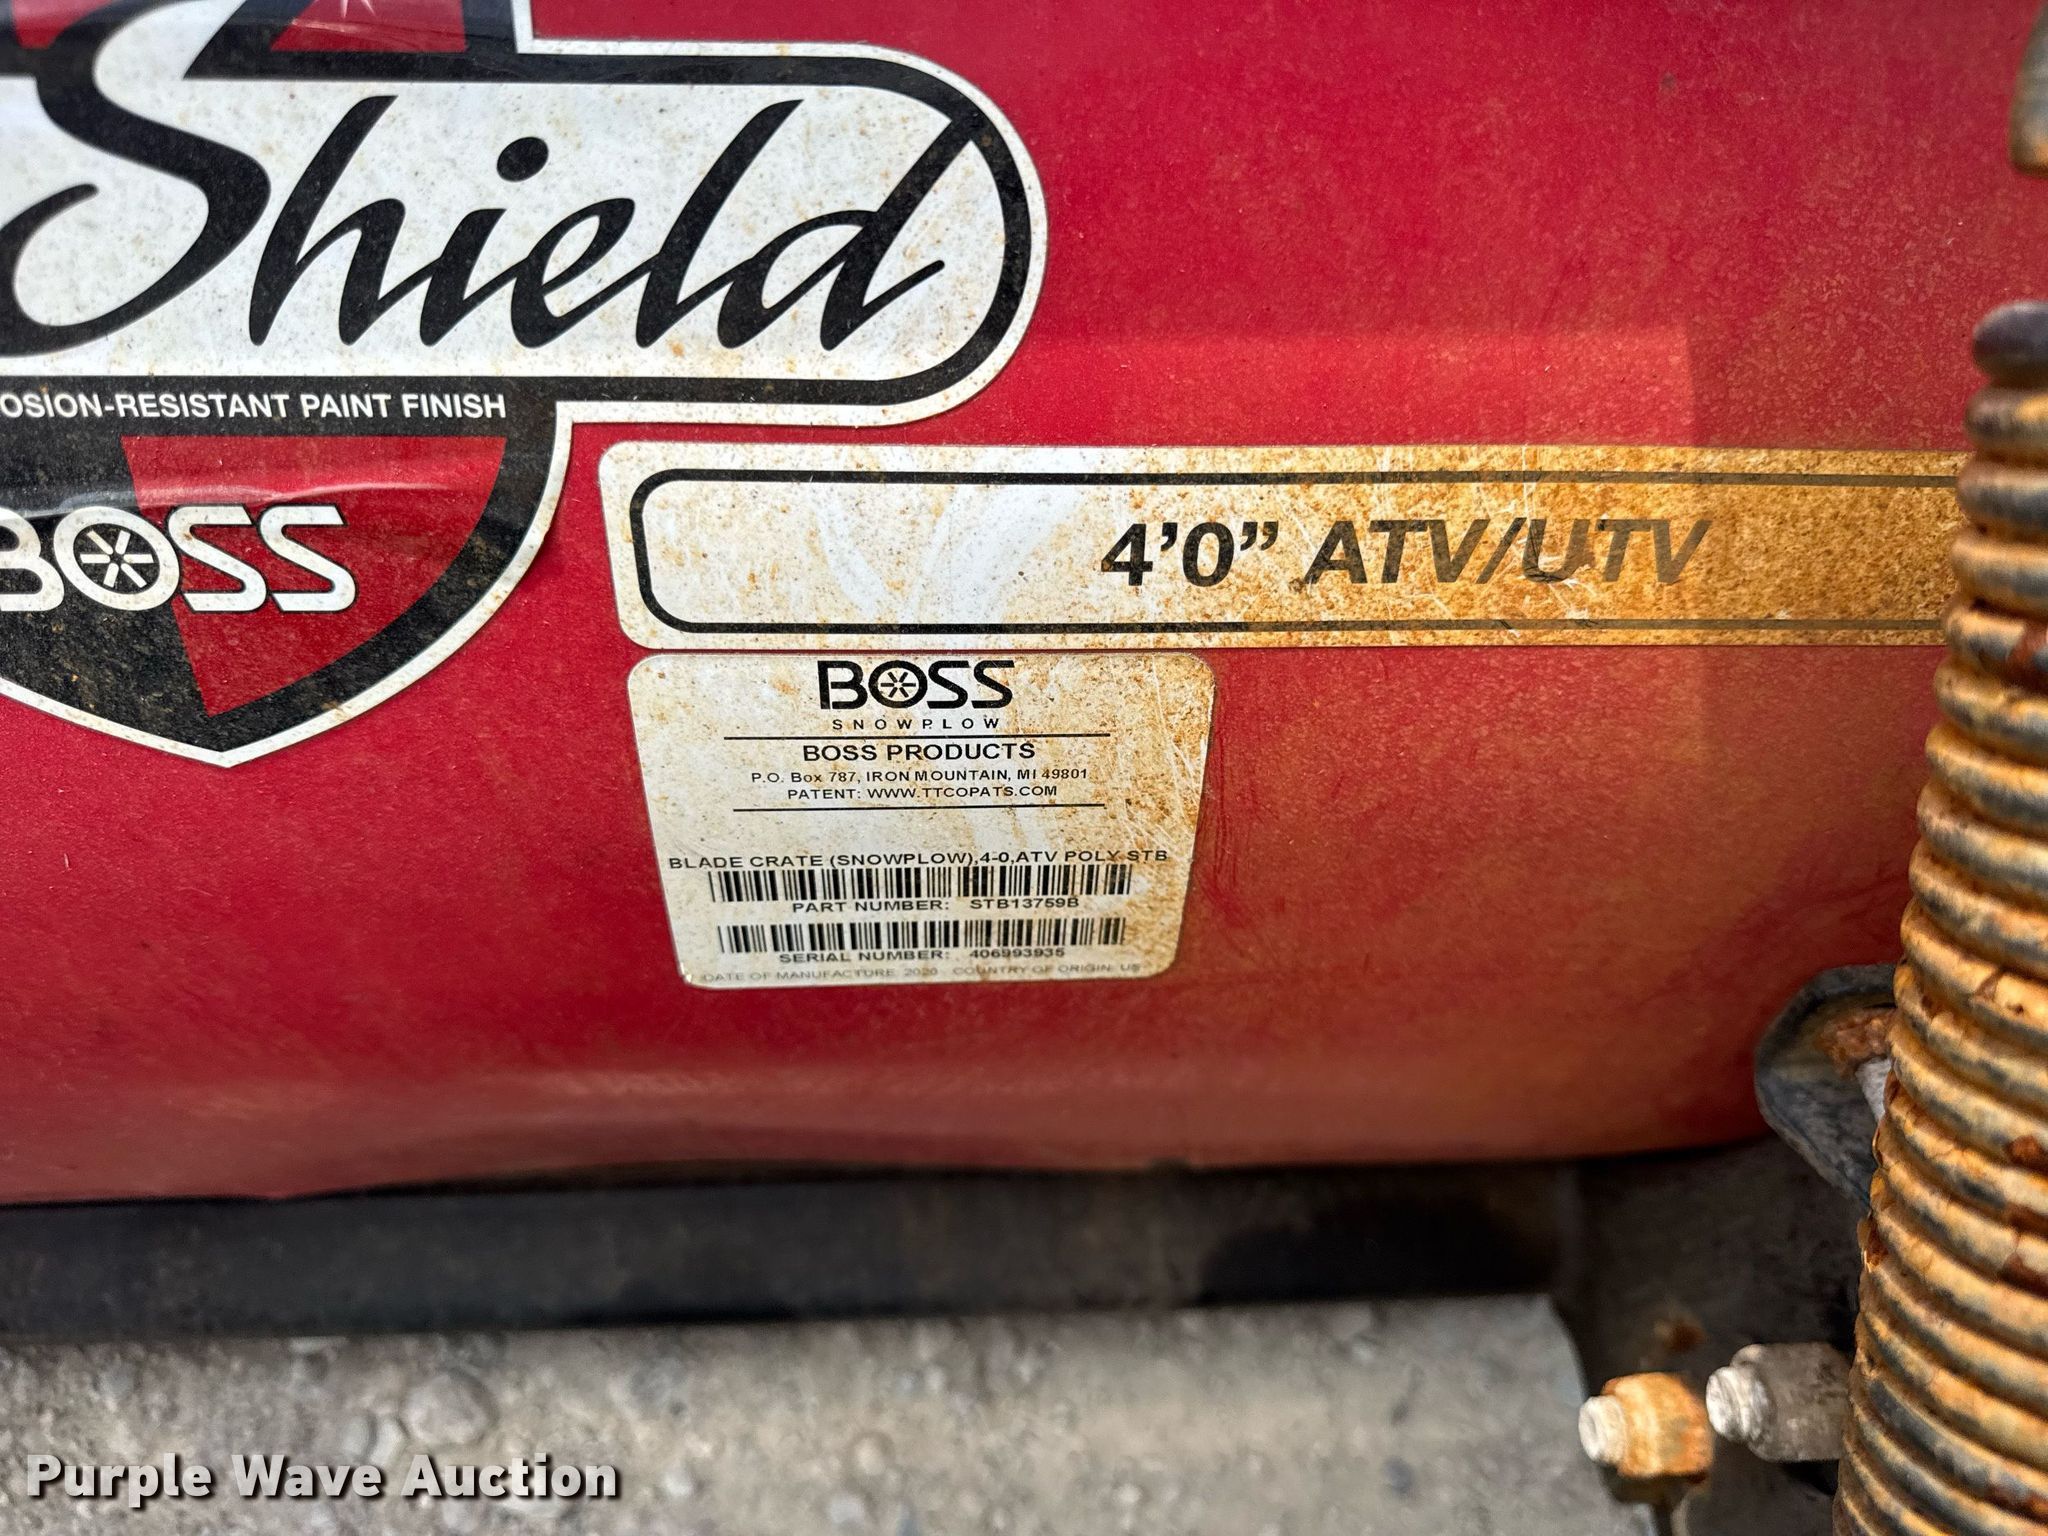 Shield
OSION-RESISTANT PAINT FINISH
BOSS
4'0" ATV/UTV
BOSS
SNOWPLOW
BOSS PRODUCTS
P.O. Box 787, IRON MOUNTAIN, MI 49801
PATENT: WWW.TTCOPATS.COM
BLADE CRATE (SNOWPLOW),4-0,ATV POLY STB
PART NUMBER: STB13759B
SERIAL NUMBER: 406993935
DATE OF MANUFACTURE 2020 COUNTRY OF ORIGIN: US
Purple Wave Auction